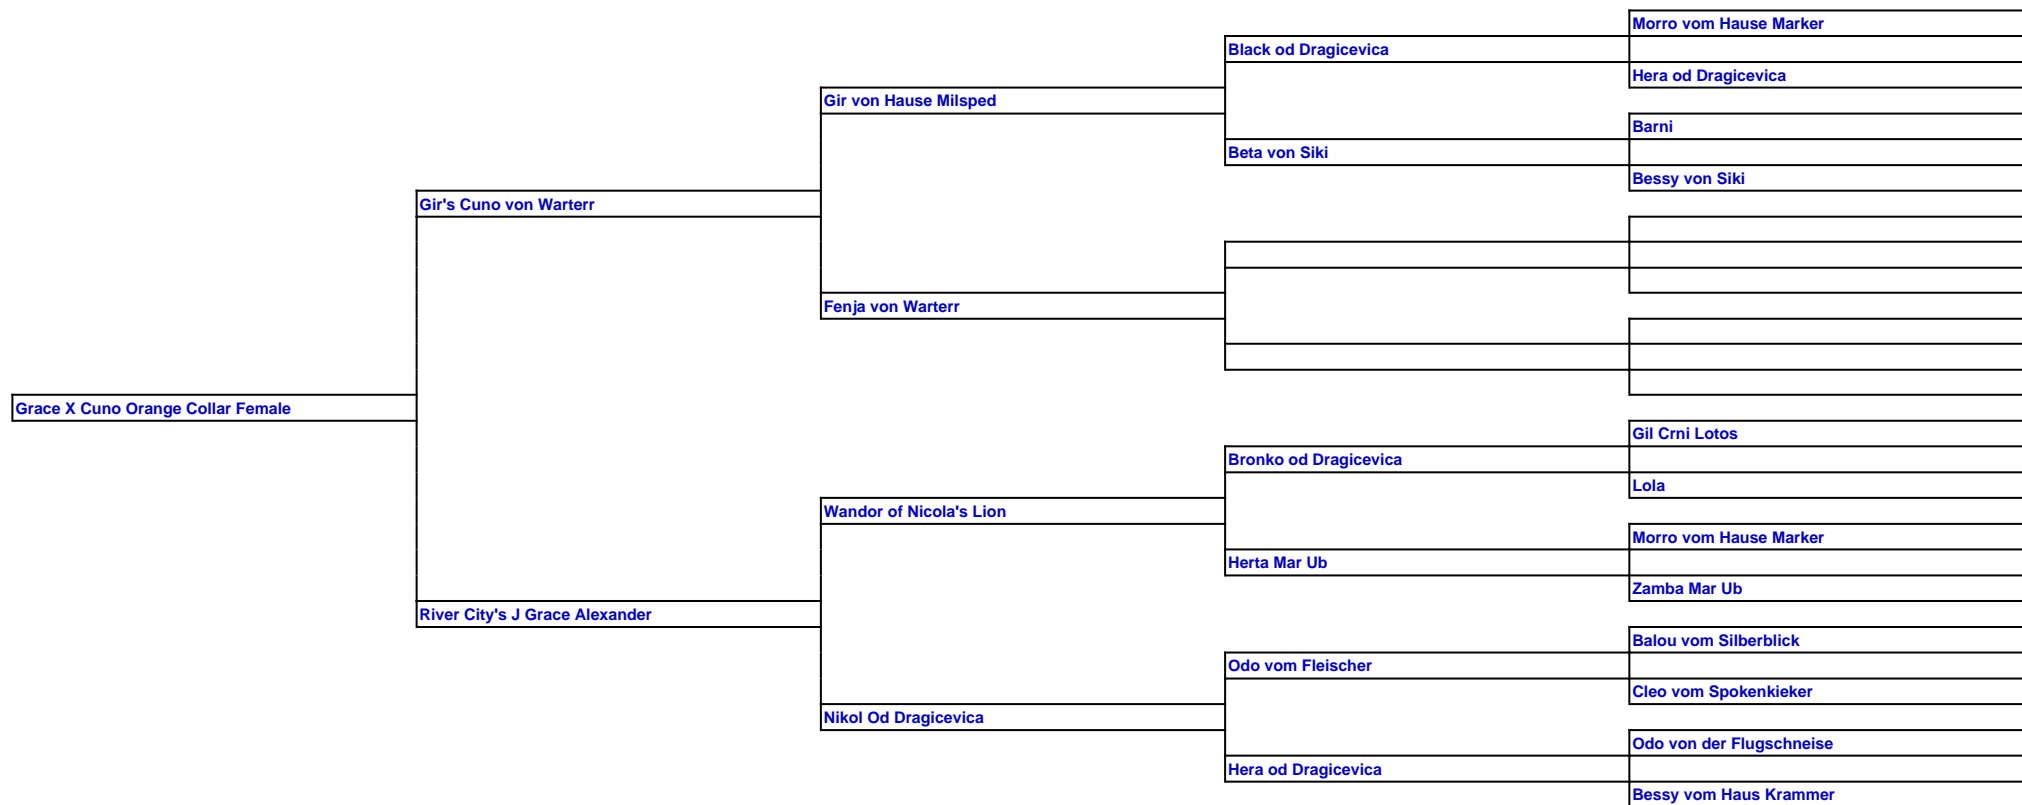 Morro vom Hause Marker
Black od Dragicevica
Hera od Dragicevica
Gir von Hause Milsped
Barni
Beta von Siki
Bessy von Siki
Gir's Cuno von Warterr
Fenja von Warterr
Grace X Cuno Orange Collar Female
Gil Crni Lotos
Bronko od Dragicevica
Lola
Wandor of Nicola's Lion
Morro vom Hause Marker
Herta Mar Ub
Zamba Mar Ub
River City's J Grace Alexander
Balou vom Silberblick
Odo vom Fleischer
Cleo vom Spokenkieker
Nikol Od Dragicevica
Odo von der Flugschneise
Hera od Dragicevica
Bessy vom Haus Krammer